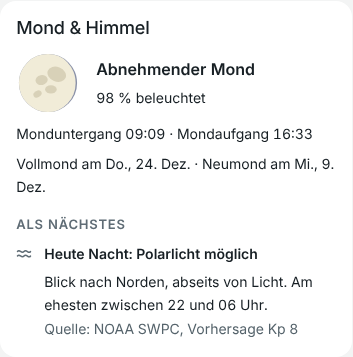 Mond & Himmel
Abnehmender Mond
98 % beleuchtet
Monduntergang 09:09 · Mondaufgang 16:33
Vollmond am Do., 24. Dez. · Neumond am Mi., 9.
Dez.
ALS NÄCHSTES
Heute Nacht: Polarlicht möglich
Blick nach Norden, abseits von Licht. Am
ehesten zwischen 22 und 06 Uhr.
Quelle: NOAA SWPC, Vorhersage Kp 8